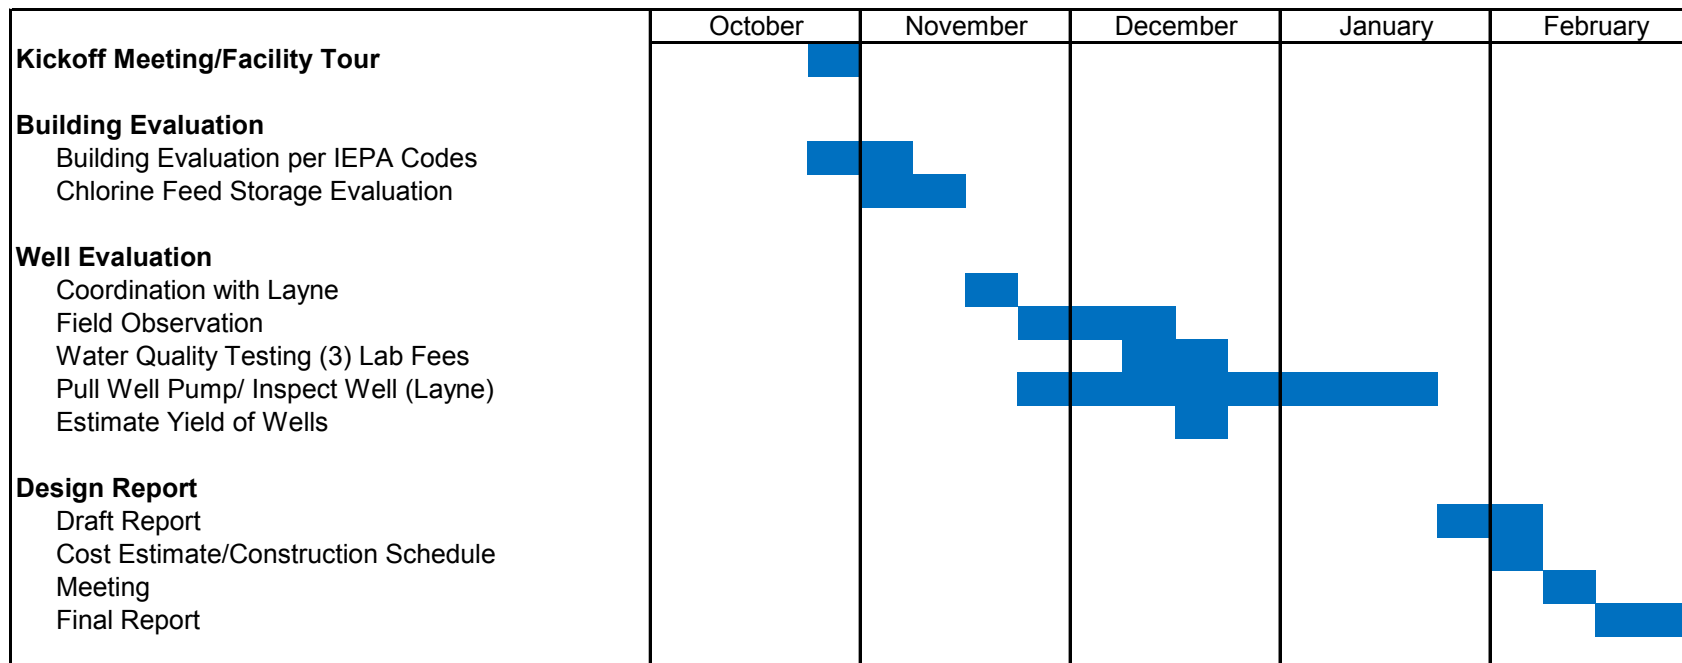 October November December January February
Kickoff Meeting/Facility Tour
Building Evaluation
Building Evaluation per IEPA Codes
Chlorine Feed Storage Evaluation
Well Evaluation
Coordination with Layne
Field Observation
Water Quality Testing (3) Lab Fees
Pull Well Pump/ Inspect Well (Layne)
Estimate Yield of Wells
Design Report
Draft Report
Cost Estimate/Construction Schedule
Meeting
Final Report